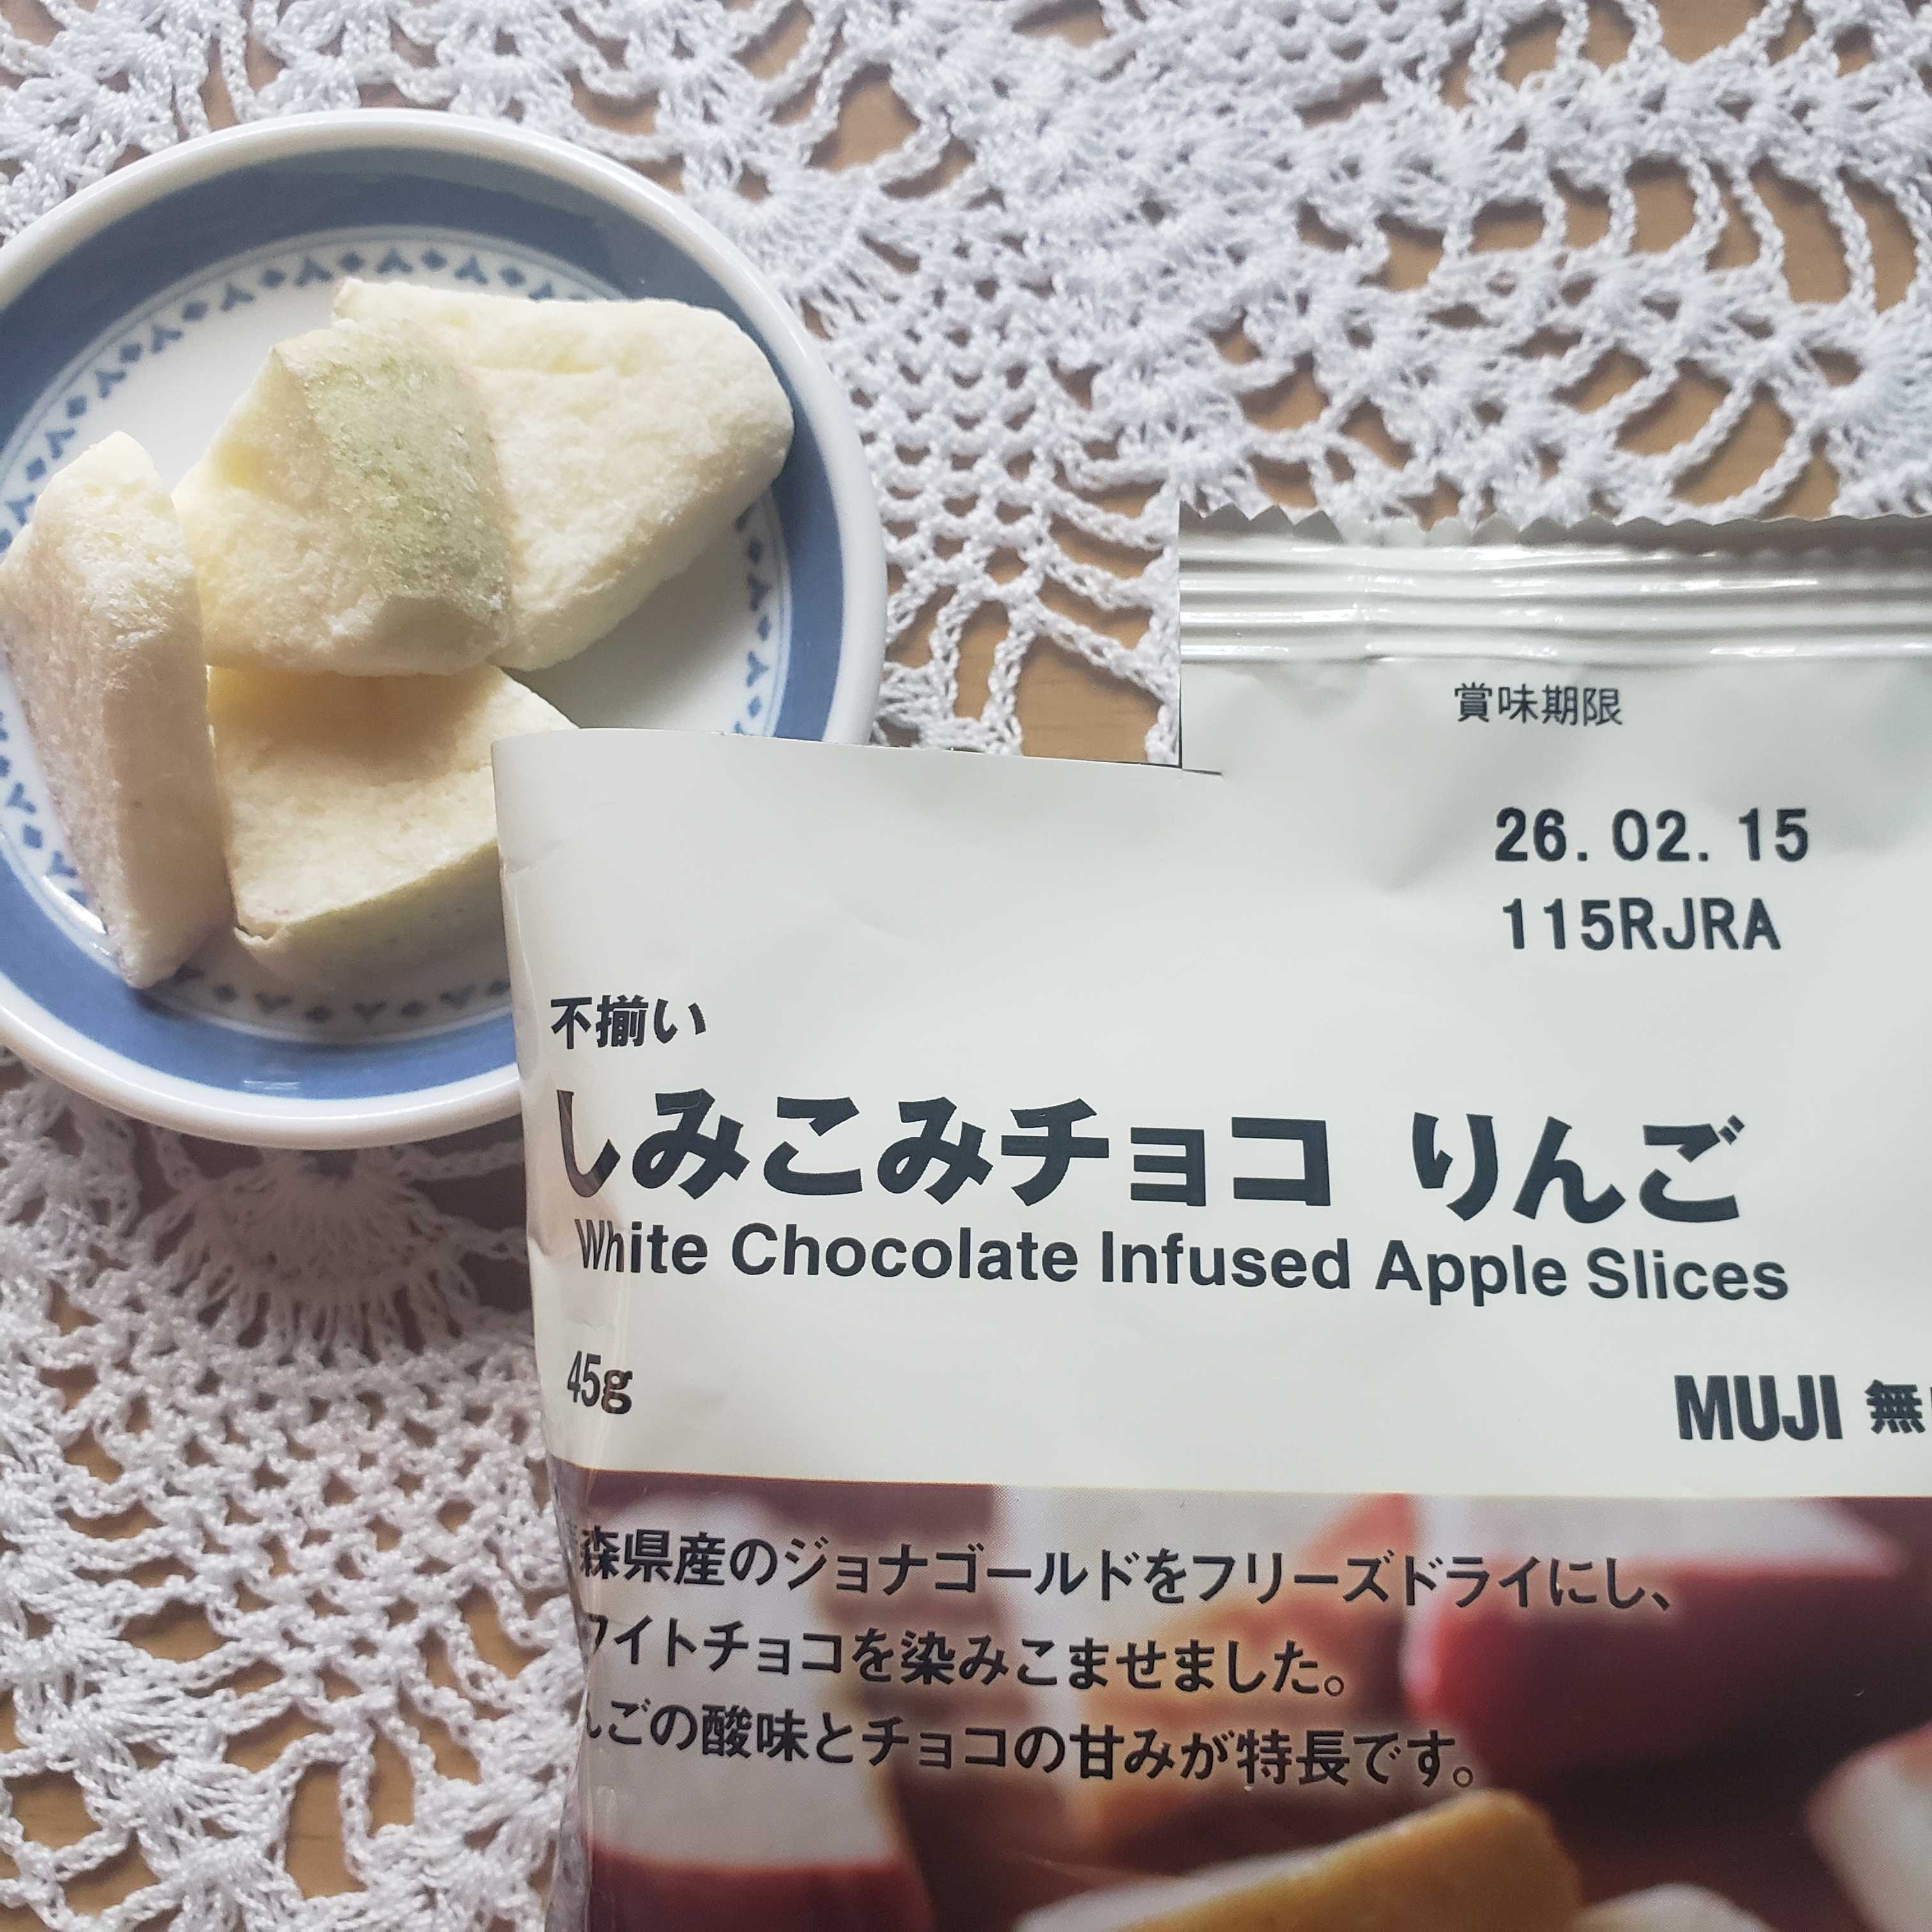 賞味期限
26.02.15
115RJRA
不揃い
しみこみチョコ りんご
White Chocolate Infused Apple Slices
45g
MUJI 無
森県産のジョナゴールドをフリーズドライにし、
ワイトチョコを染みこませました。
んごの酸味とチョコの甘みが特長です。